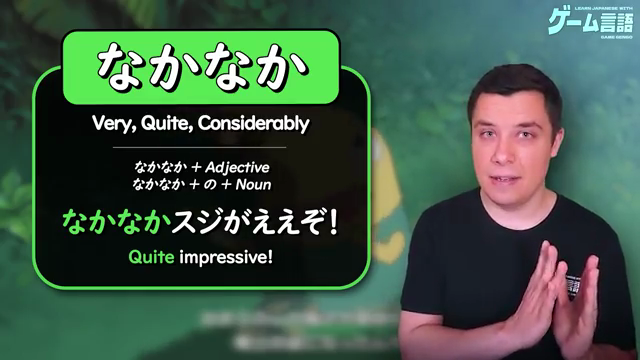 LEARN JAPANESE WITH
ゲーム言語
GAME GENGO
なかなか
Very, Quite, Considerably
なかなか + Adjective
なかなか + の + Noun
なかなかスジがええぞ!
Quite impressive!